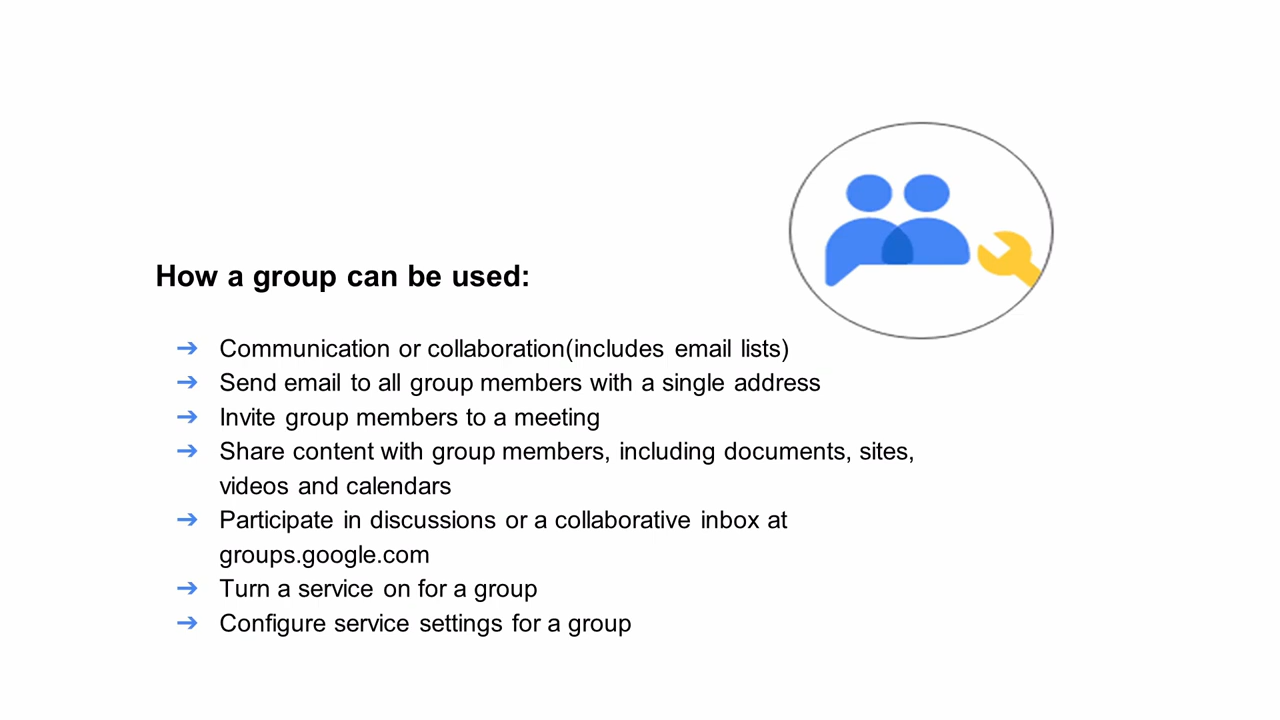 How a group can be used:
➔ Communication or collaboration(includes email lists)
➔ Send email to all group members with a single address
➔ Invite group members to a meeting
➔ Share content with group members, including documents, sites,
videos and calendars
➔ Participate in discussions or a collaborative inbox at
groups.google.com
➔ Turn a service on for a group
➔ Configure service settings for a group